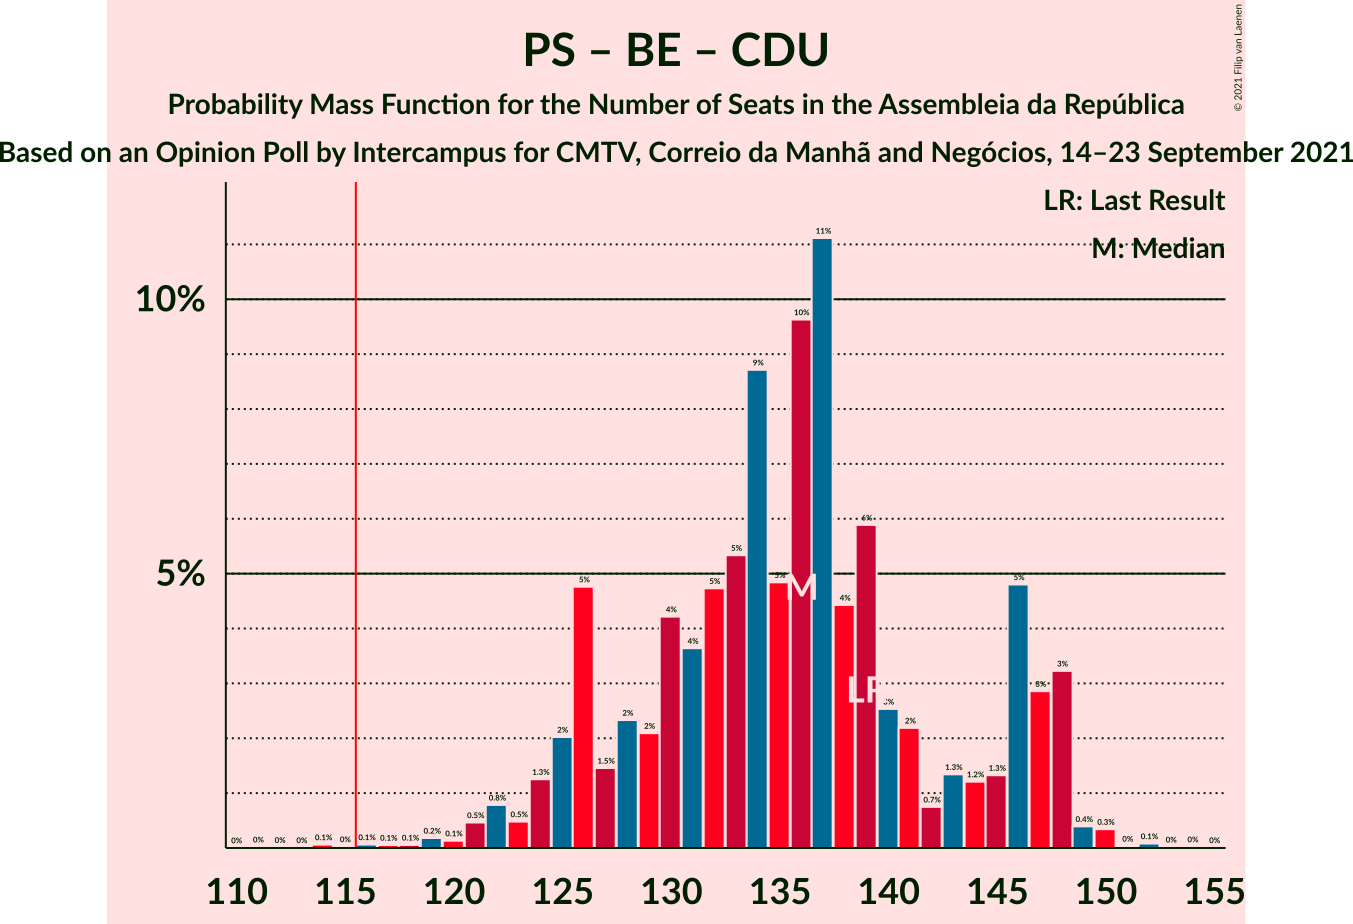 PS – BE – CDU
Probability Mass Function for the Number of Seats in the Assembleia da República
Based on an Opinion Poll by Intercampus for CMTV, Correio da Manhã and Negócios, 14–23 September 2021
© 2021 Filip van Laenen
LR: Last Result
M: Median
10%
5%
0% 0% 0% 0% 0.1% 0% 0.1% 0.1% 0.1% 0.2% 0.1% 0.5% 0.8% 0.5% 1.3% 2% 5% 1.5% 2% 2% 4% 4% 5% 5% 9% 5% 10% 11% 4% 6% 3% 2% 0.7% 1.3% 1.2% 1.3% 5% 3% 3% 0.4% 0.3% 0% 0.1% 0% 0% 0%
M
LR
110 115 120 125 130 135 140 145 150 155